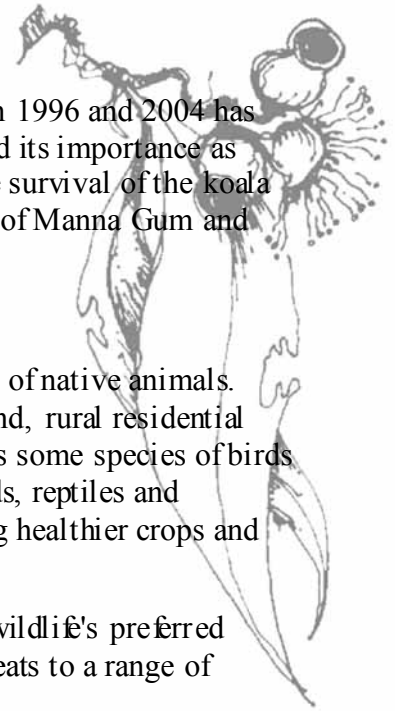 n 1996 and 2004 has
d its importance as
e survival of the koala
of Manna Gum and
of native animals.
nd, rural residential
s some species of birds
ls, reptiles and
g healthier crops and
wildlife's preferred
eats to a range of